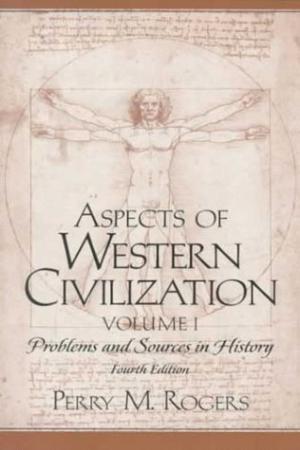 ASPECTS OF
WESTERN
CIVILIZATION
VOLUME I
Problems and Sources in History
Fourth Edition
PERRY M. ROGERS